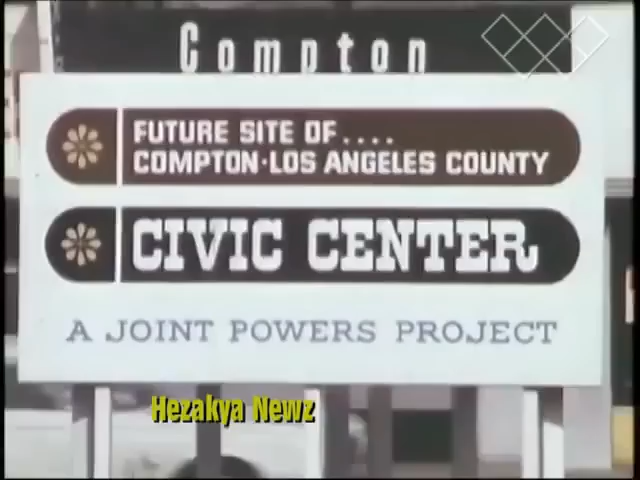 Compton
FUTURE SITE OF....
COMPTON·LOS ANGELES COUNTY
CIVIC CENTER
A JOINT POWERS PROJECT
Hezakya Newz